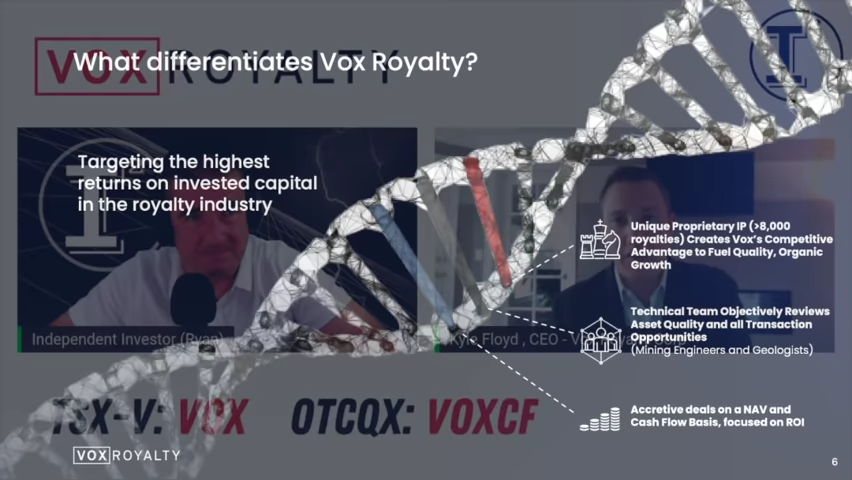 What differentiates Vox Royalty?
VOX ROYALTY
Targeting the highest
returns on invested capital
in the royalty industry
Unique Proprietary IP (>8,000
royalties) Creates Vox's Competitive
Advantage to Fuel Quality, Organic
Growth
Technical Team Objectively Reviews
Asset Quality and all Transaction
Opportunities
(Mining Engineers and Geologists)
Independent Investor (Ryan)
Kyle Floyd , CEO - V
Accretive deals on a NAV and
Cash Flow Basis, focused on ROI
TSX-V: VOX OTCQX: VOXCF
VOX ROYALTY
6